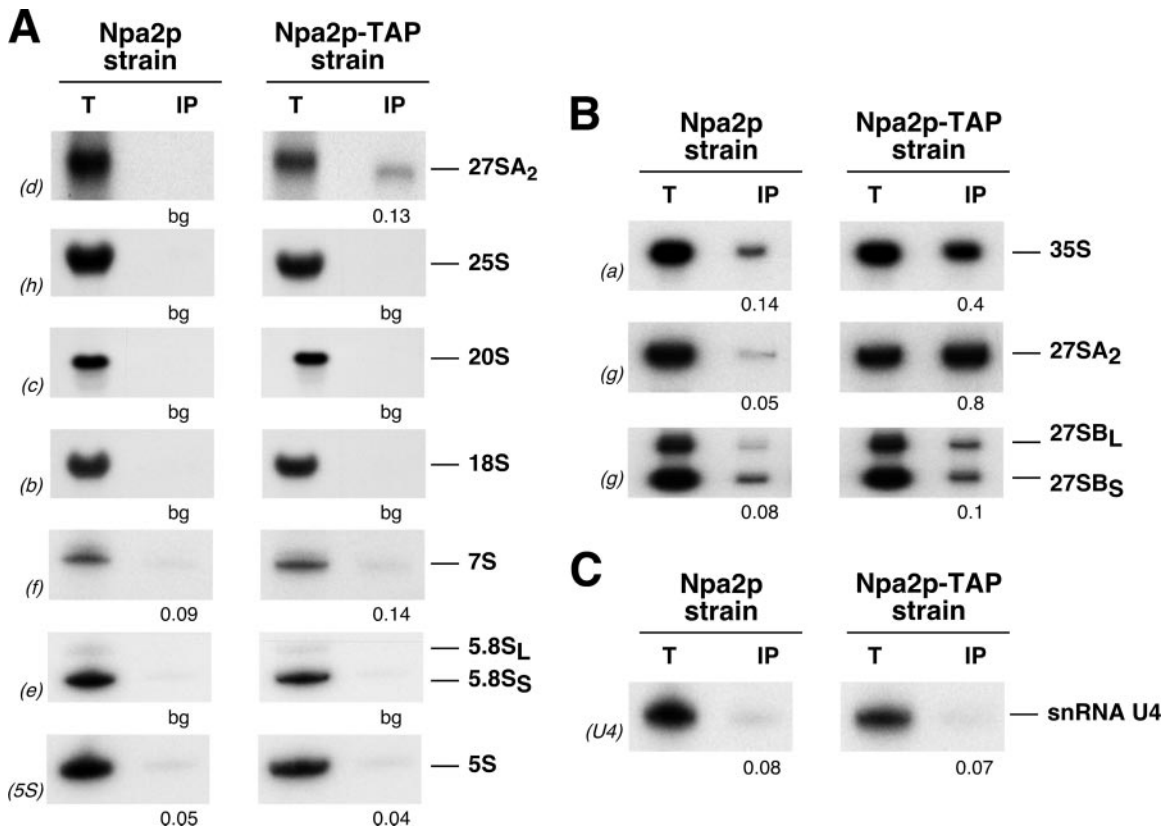 A
Npa2p
strain
Npa2p-TAP
strain
T IP T IP
(d) 27SA2
bg 0.13
(h) 25S
bg bg
(c) 20S
bg bg
(b) 18S
bg bg
(f) 7S
0.09 0.14
5.8SL
(e) 5.8SS
bg bg
(5S) 5S
0.05 0.04
B
Npa2p
strain
Npa2p-TAP
strain
T IP T IP
(a) 35S
0.14 0.4
(g) 27SA2
0.05 0.8
27SBL
(g) 27SBS
0.08 0.1
C
Npa2p
strain
Npa2p-TAP
strain
T IP T IP
(U4) snRNA U4
0.08 0.07